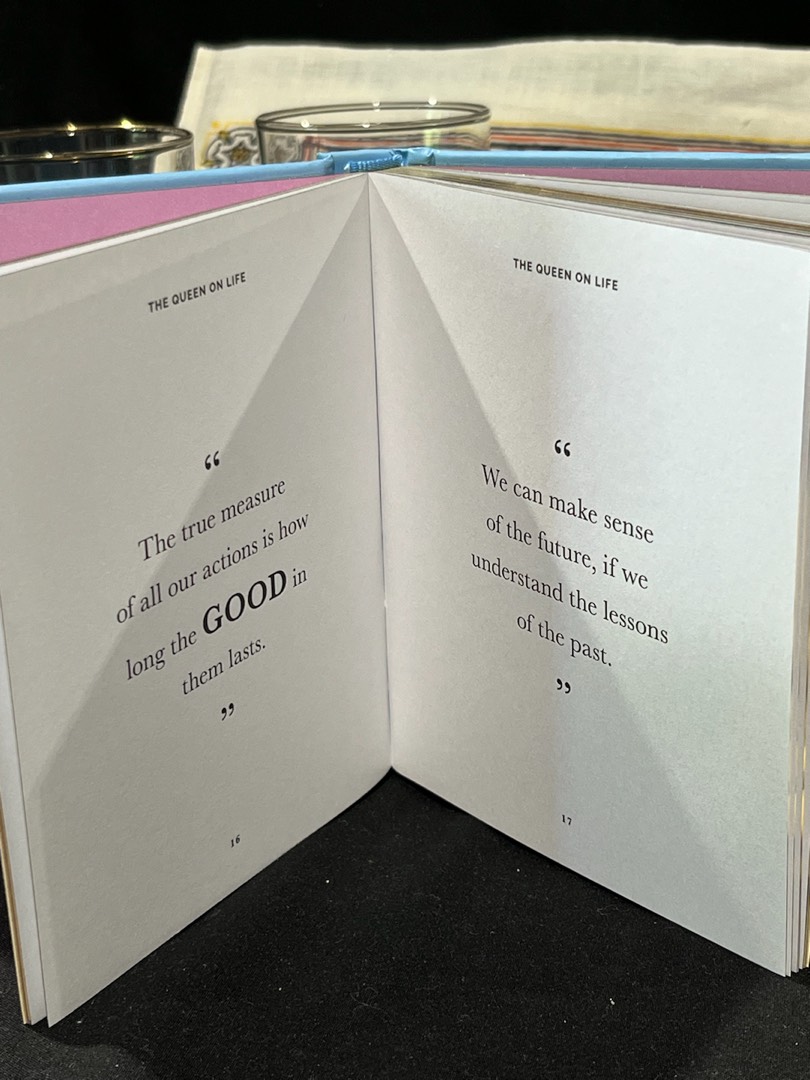 THE QUEEN ON LIFE
“
The true measure
of all our actions is how
long the GOOD in
them lasts.
”
16
THE QUEEN ON LIFE
“
We can make sense
of the future, if we
understand the lessons
of the past.
”
17